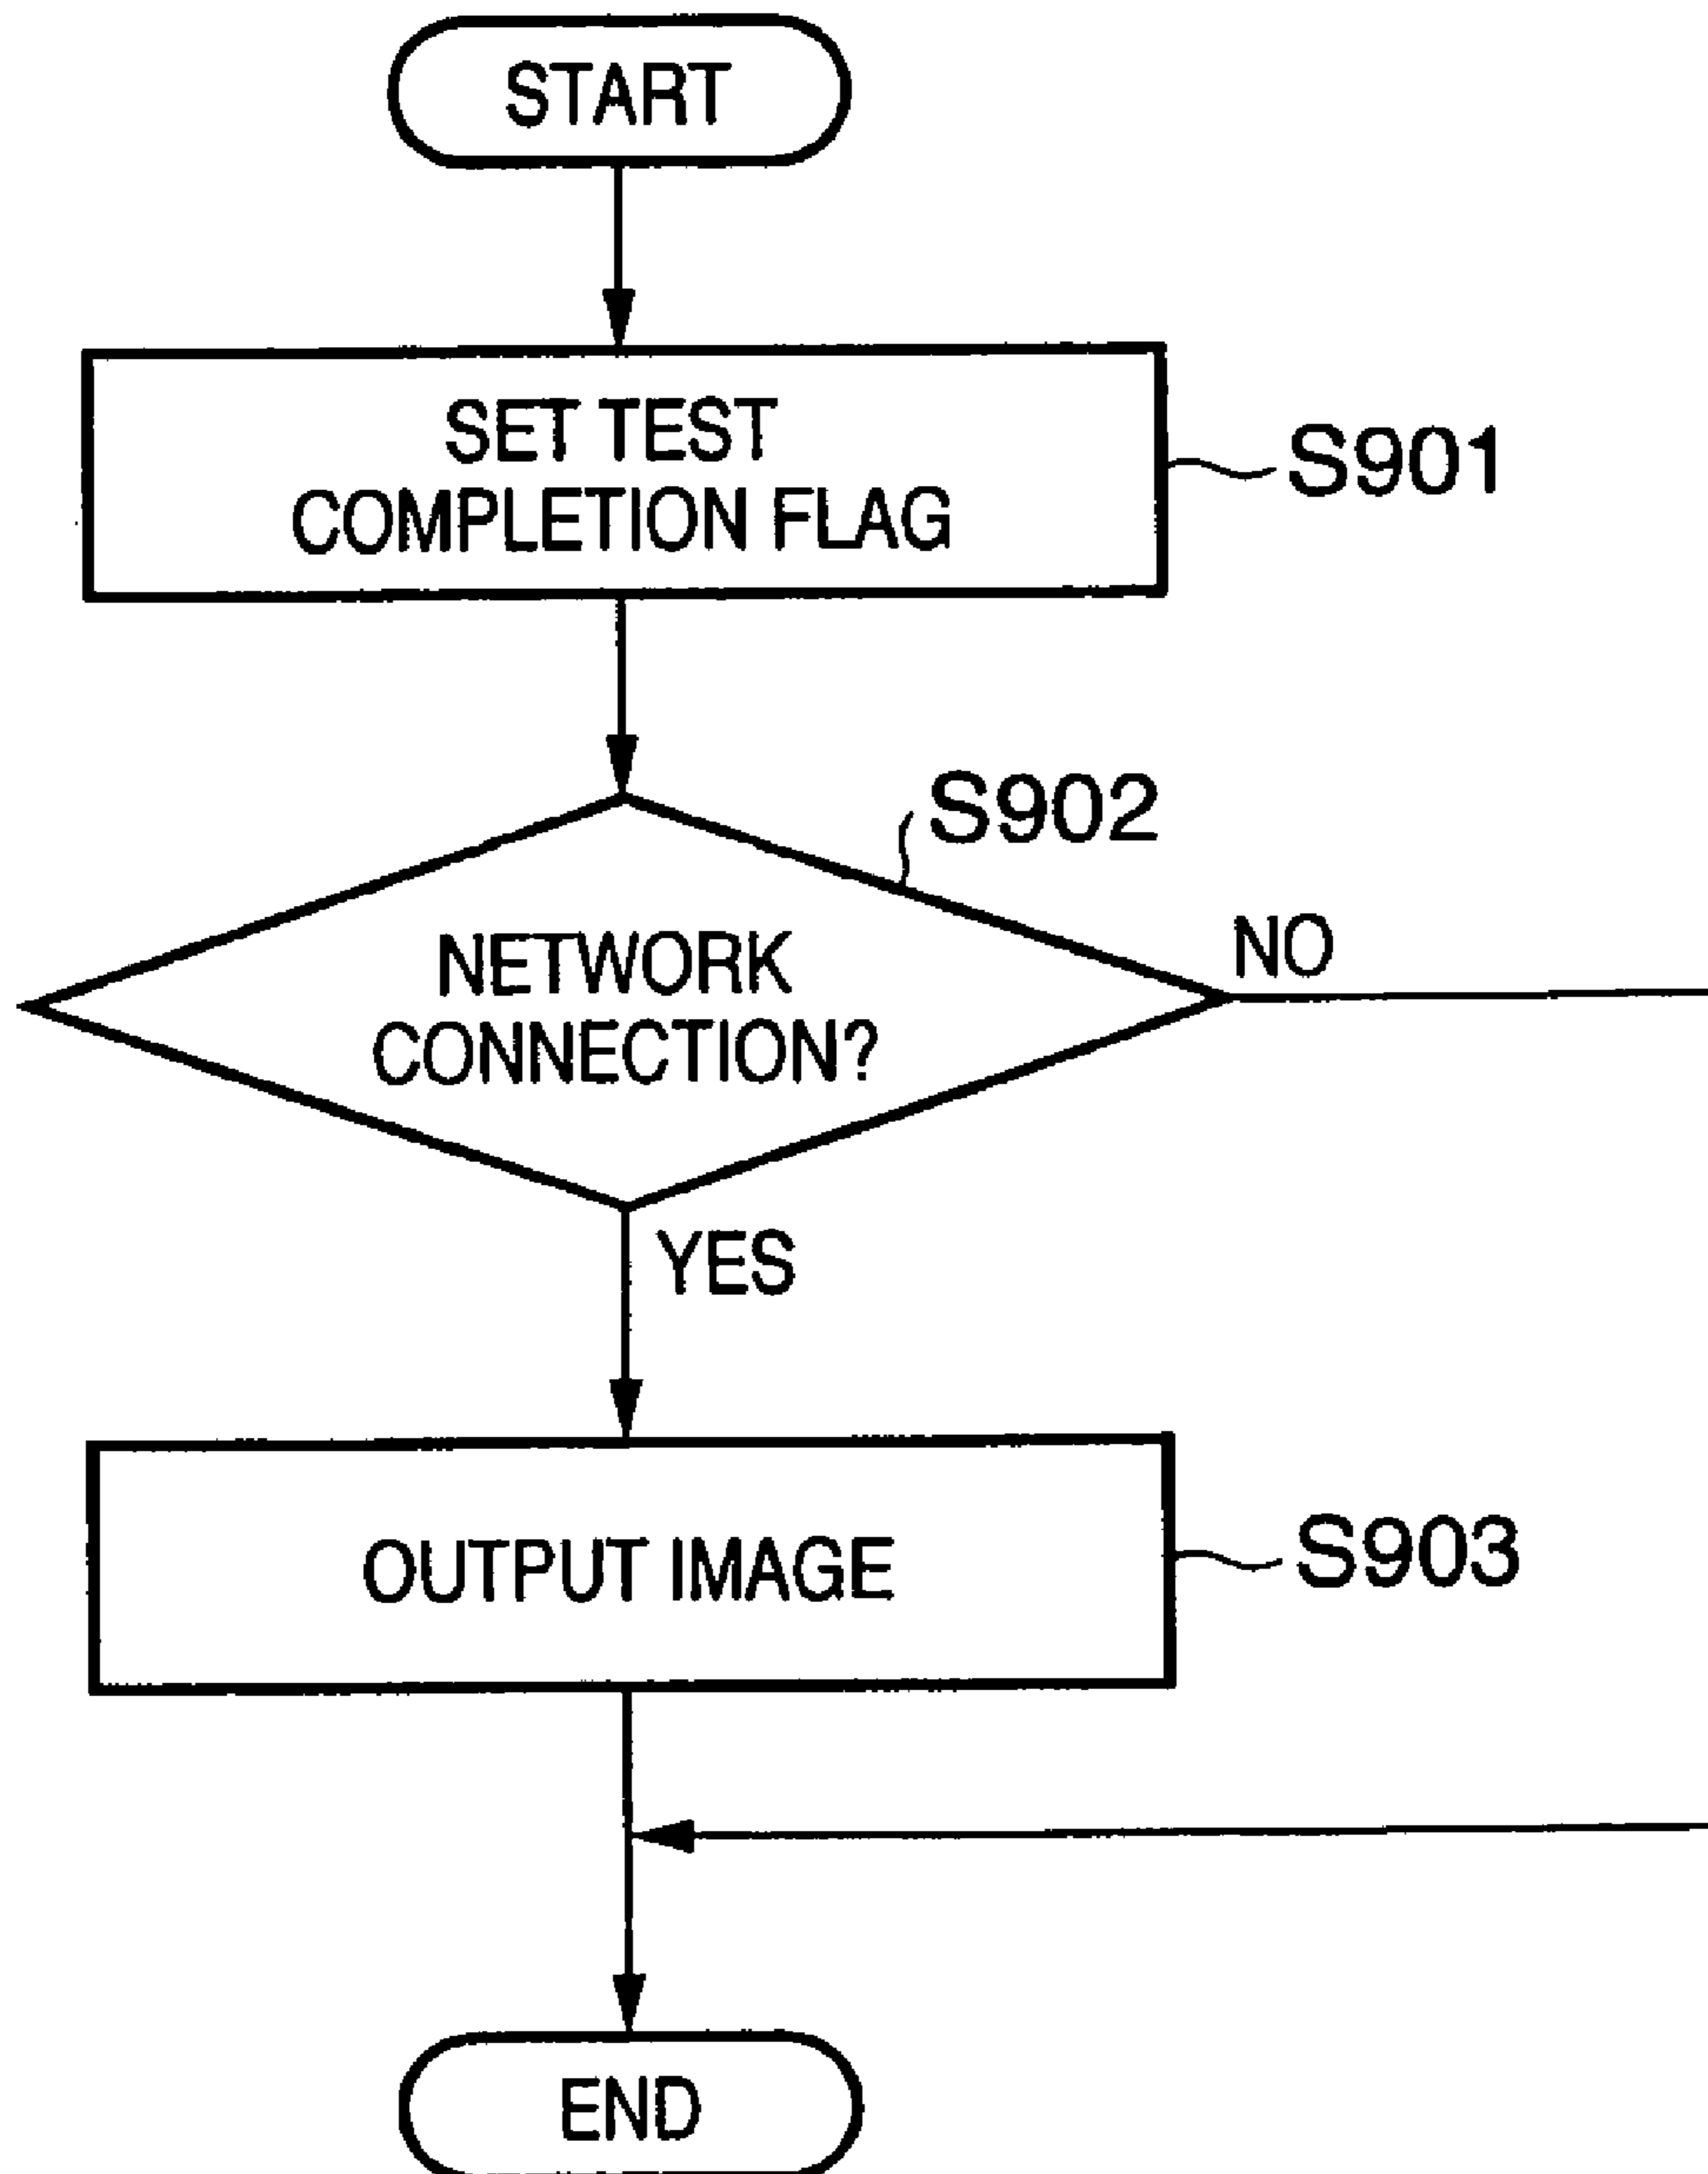 START
SET TEST
COMPLETION FLAG
S901
S902
NETWORK
CONNECTION?
NO
YES
OUTPUT IMAGE
S903
END